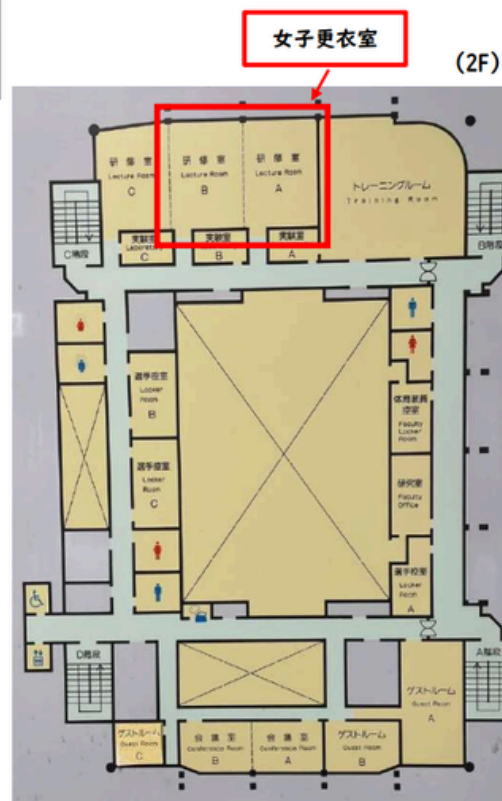 女子更衣室
(2F)
研修室
Lecture Room
C
研修室
Lecture Room
B
研修室
Lecture Room
A
トレーニングルーム
Training Room
C階段
実験室
Laboratory
C
実験室
B
実験室
A
B階段
選手控室
Locker
Room
B
体育教員
控室
Faculty
Locker
Room
選手控室
Locker
Room
C
研究室
Faculty
Office
選手控室
Locker
Room
A
D階段
A階段
ゲストルーム
Guest Room
A
ゲストルーム
Guest Room
C
会議室
Conference Room
B
会議室
Conference Room
A
ゲストルーム
Guest Room
B